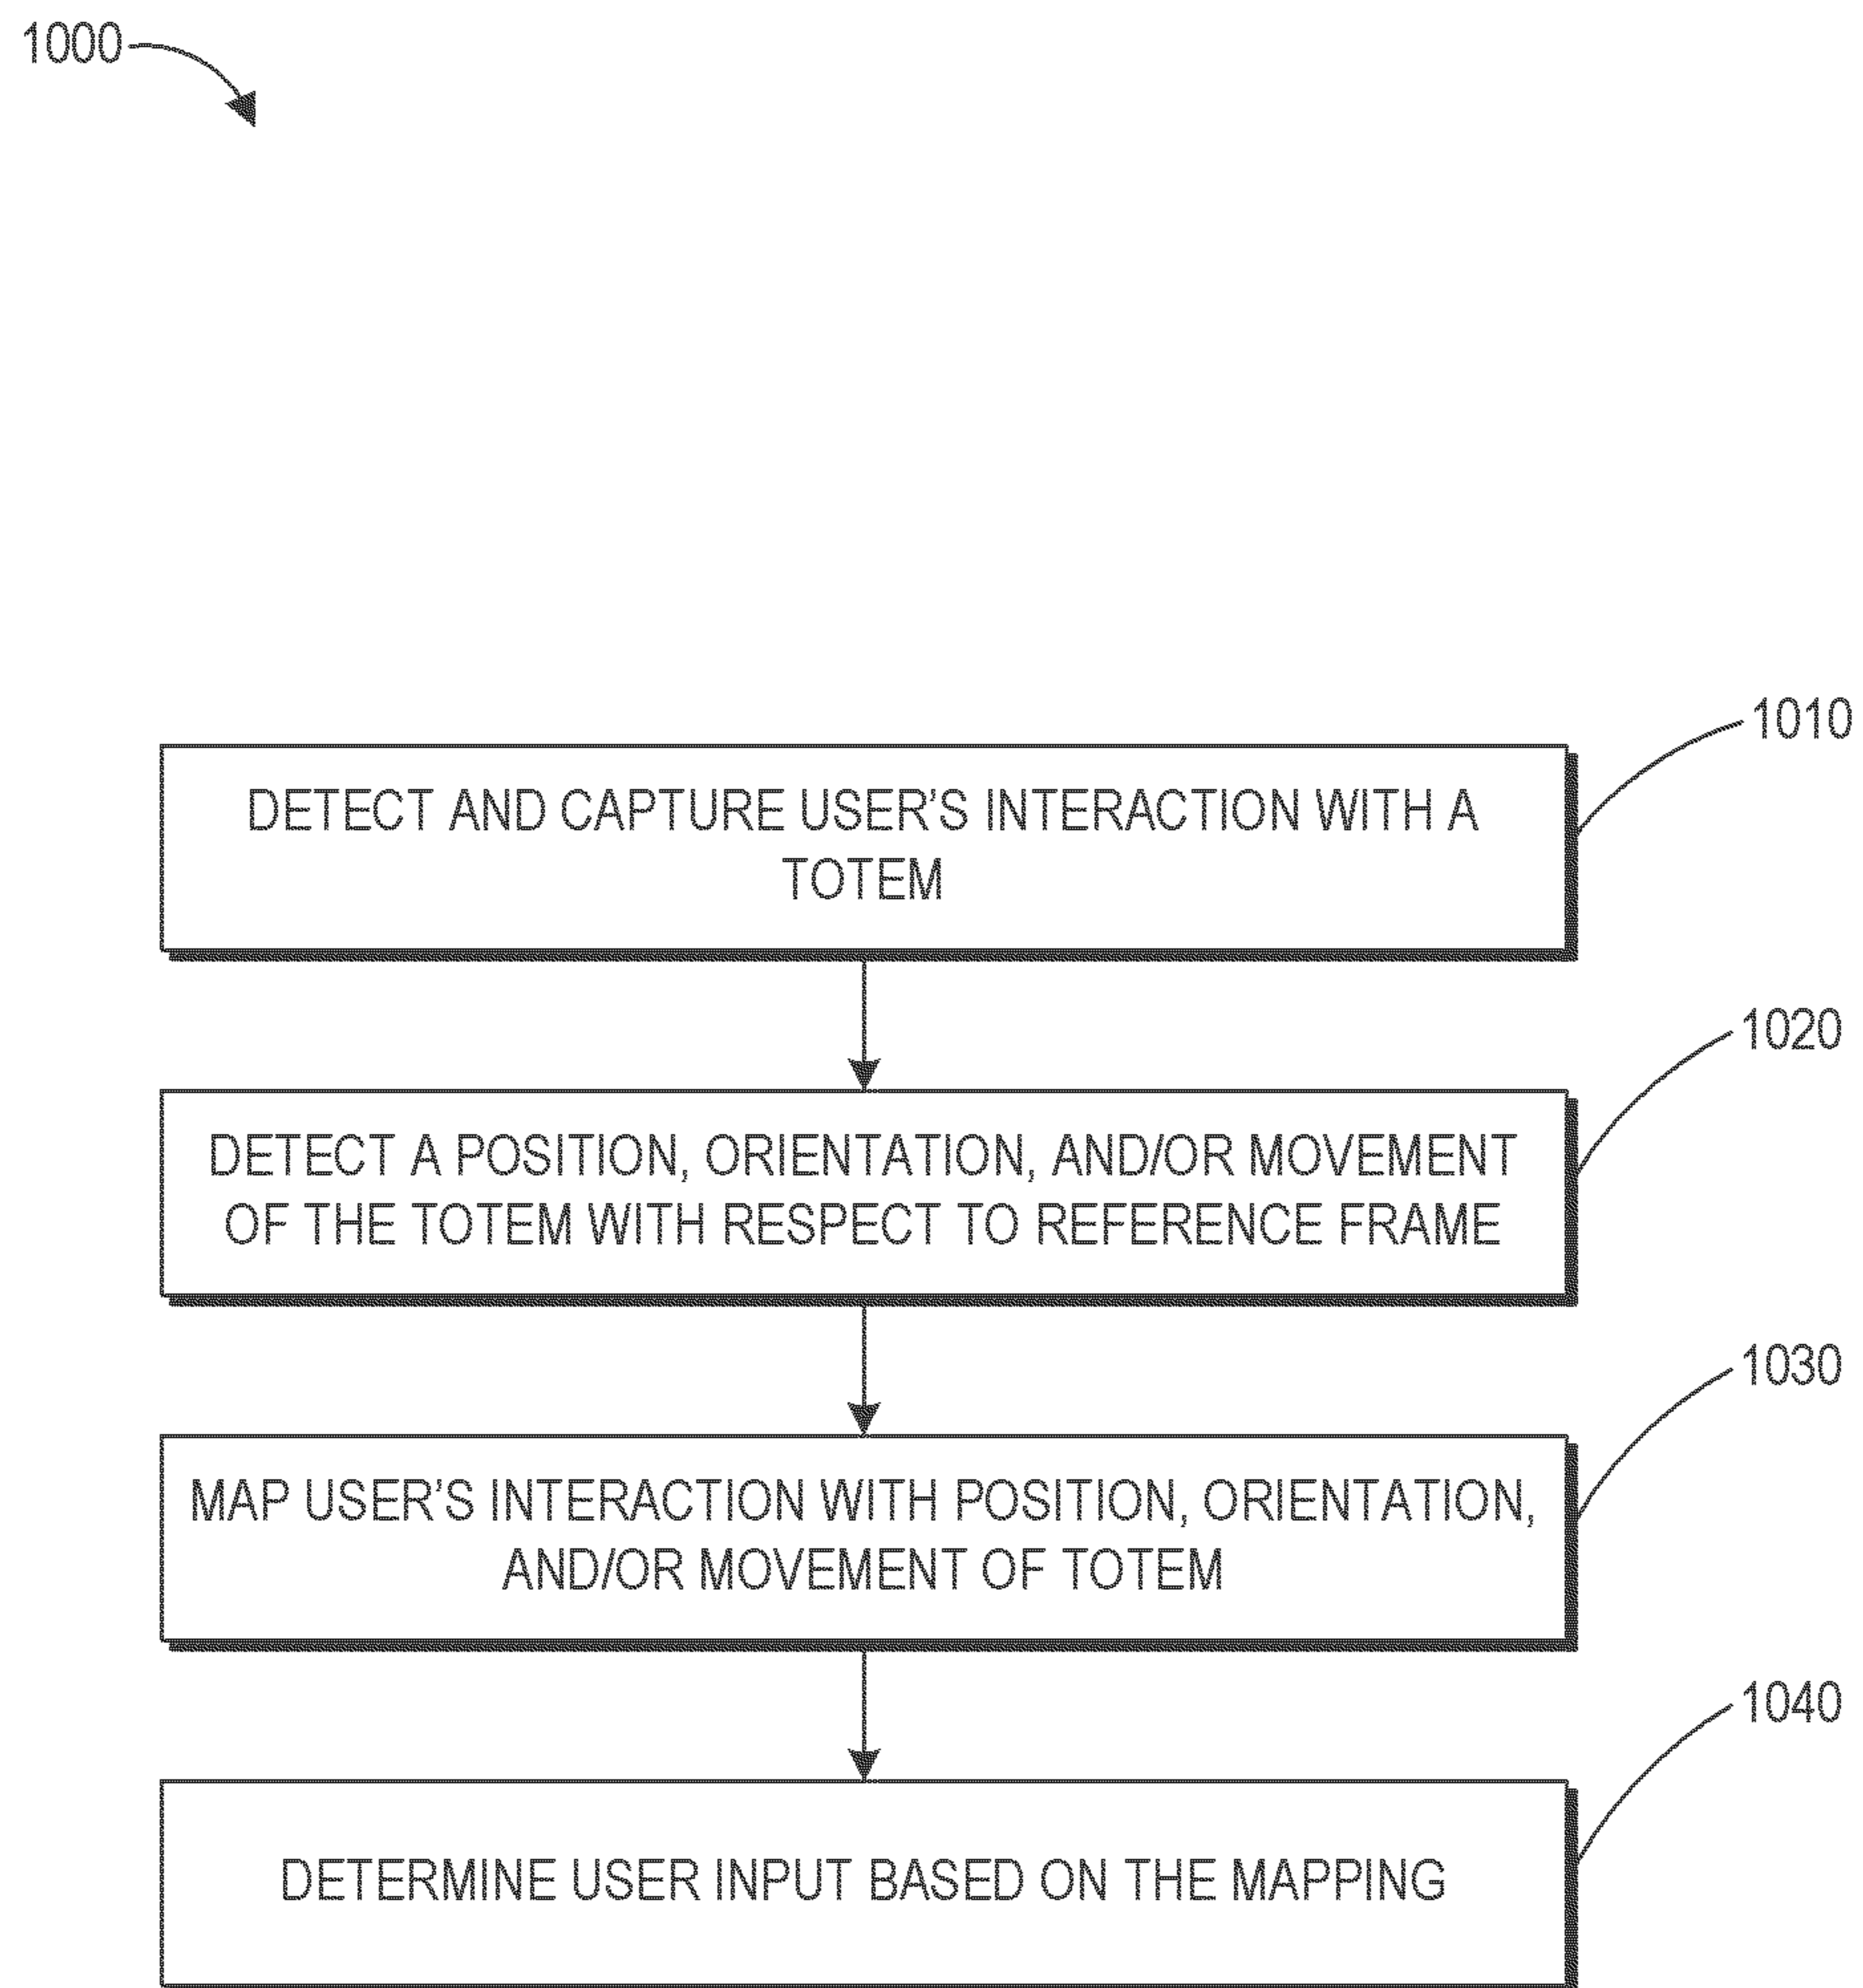 1000
1010
DETECT AND CAPTURE USER'S INTERACTION WITH A
TOTEM
1020
DETECT A POSITION, ORIENTATION, AND/OR MOVEMENT
OF THE TOTEM WITH RESPECT TO REFERENCE FRAME
1030
MAP USER'S INTERACTION WITH POSITION, ORIENTATION,
AND/OR MOVEMENT OF TOTEM
1040
DETERMINE USER INPUT BASED ON THE MAPPING